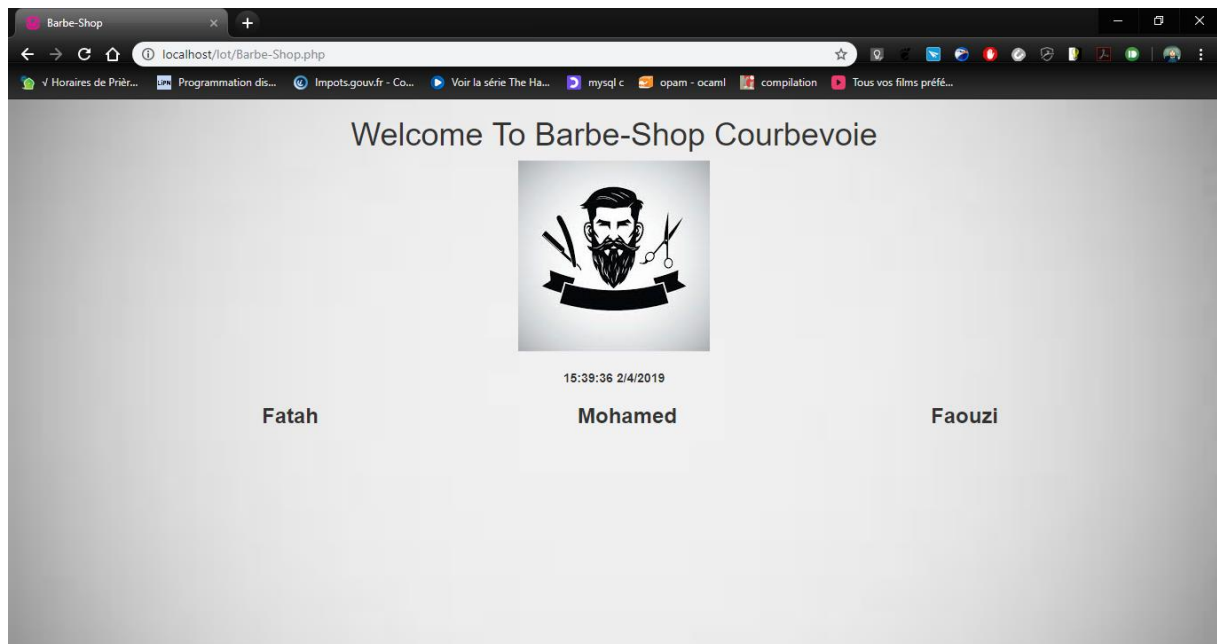 Barbe-Shop
localhost/Iot/Barbe-Shop.php
√ Horaires de Prièr... LIPN Programmation dis... Impots.gouv.fr - Co... Voir la série The Ha... mysql c opam - ocaml compilation Tous vos films préfé...
Welcome To Barbe-Shop Courbevoie
15:39:36 2/4/2019
Fatah Mohamed Faouzi